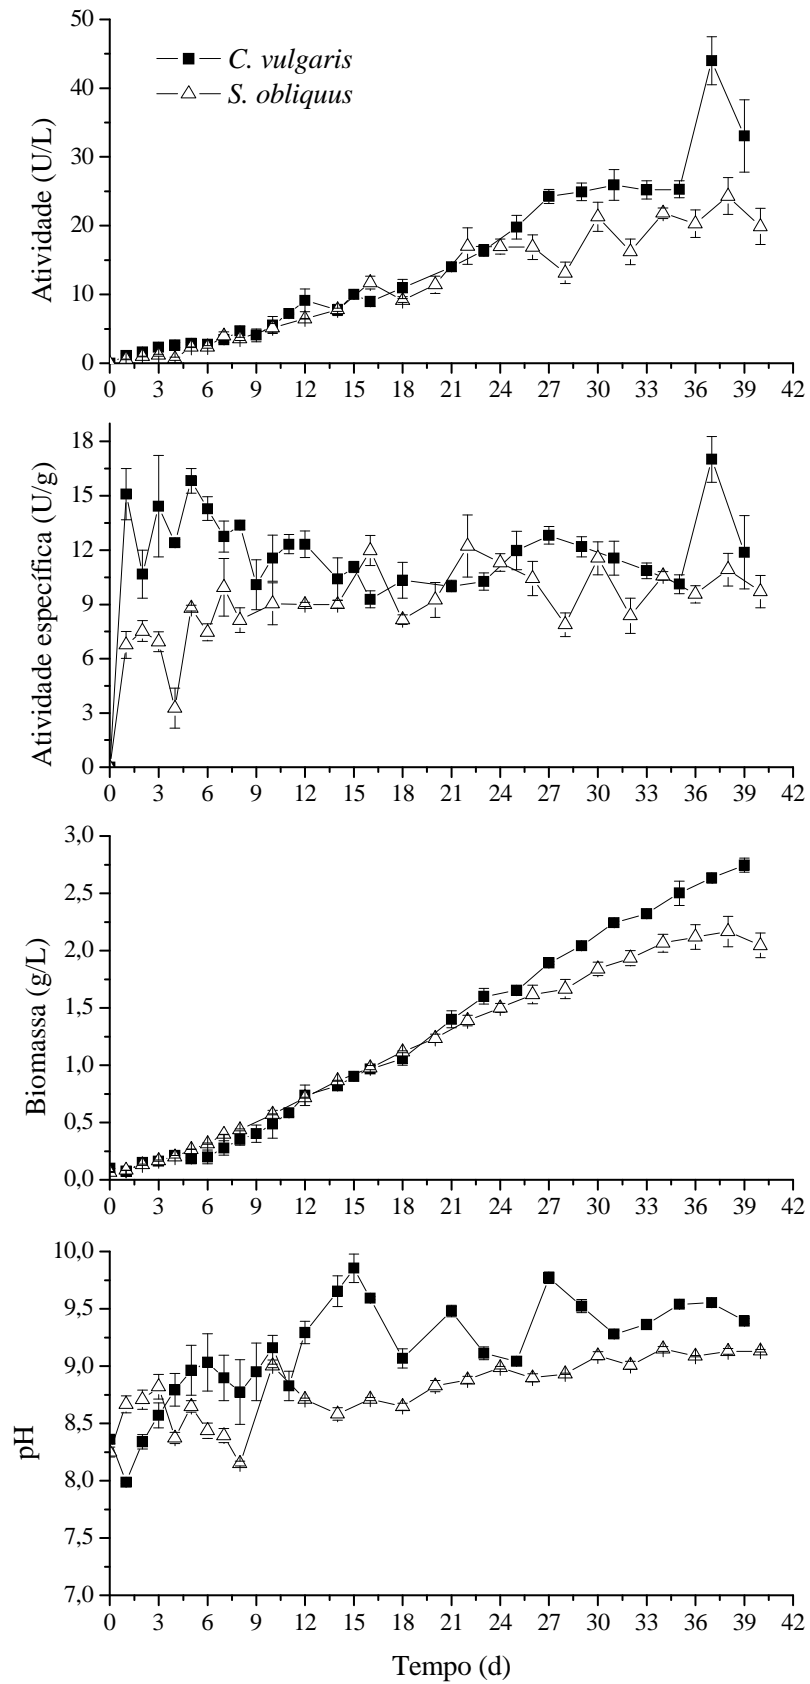 50
C. vulgaris
S. obliquus
40
30
20
10
0
Atividade (U/L)
0 3 6 9 12 15 18 21 24 27 30 33 36 39 42
18
15
12
9
6
3
0
Atividade específica (U/g)
0 3 6 9 12 15 18 21 24 27 30 33 36 39 42
3,0
2,5
2,0
1,5
1,0
0,5
0,0
Biomassa (g/L)
0 3 6 9 12 15 18 21 24 27 30 33 36 39 42
10,0
9,5
9,0
8,5
8,0
7,5
7,0
pH
0 3 6 9 12 15 18 21 24 27 30 33 36 39 42
Tempo (d)